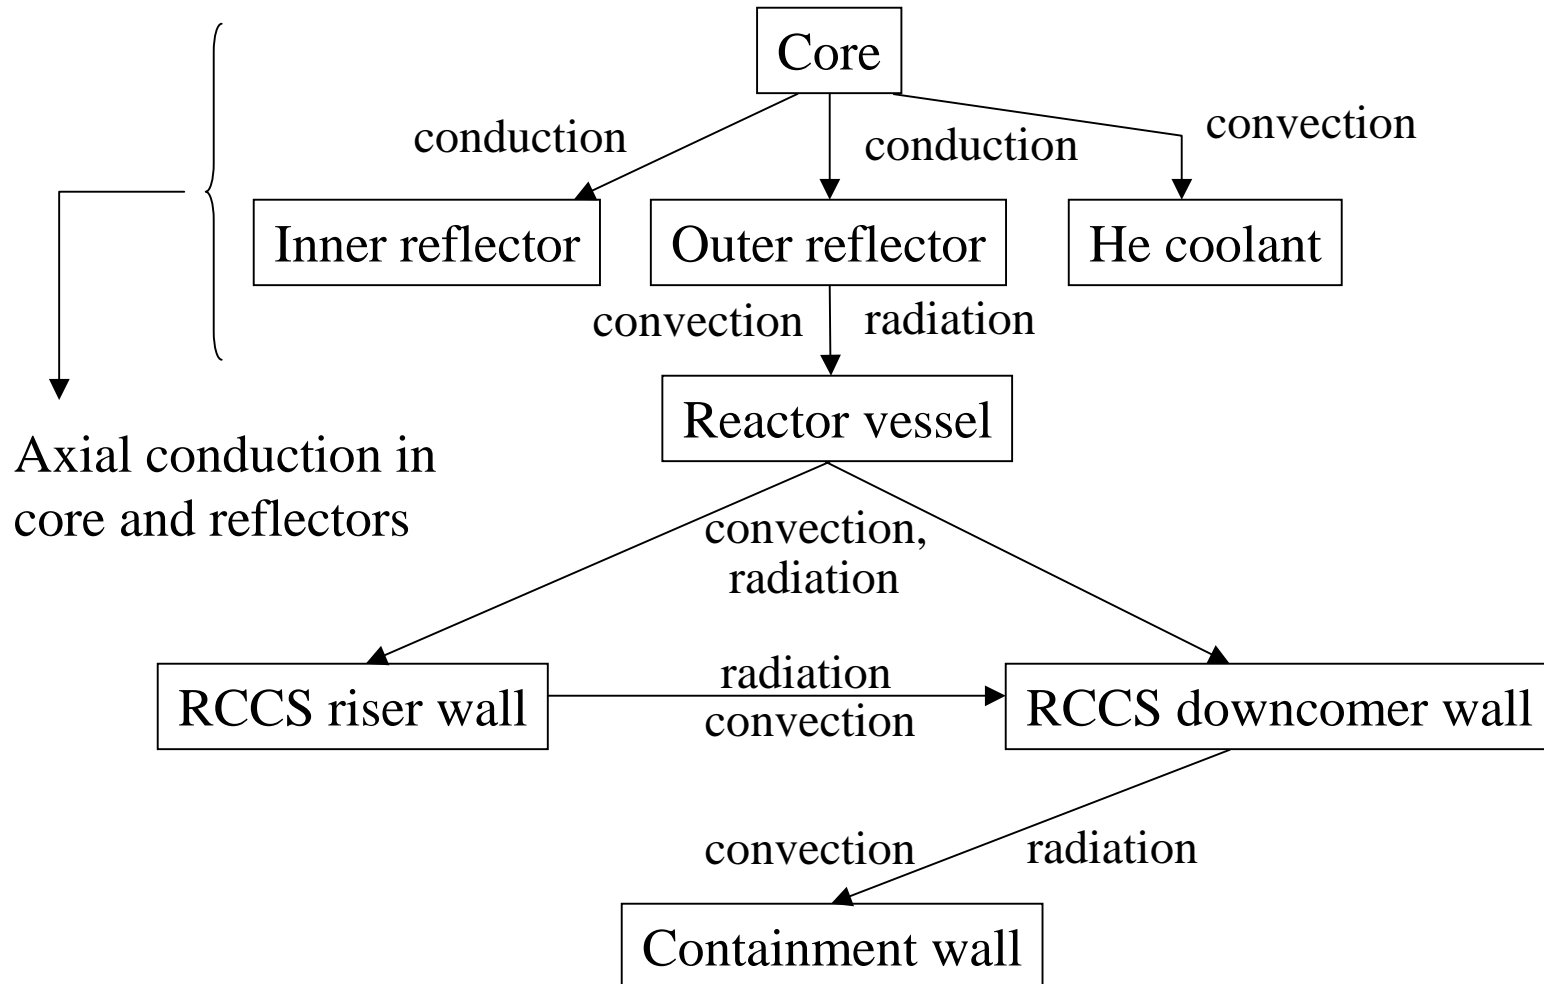 Core
conduction
conduction
convection
Inner reflector
Outer reflector
He coolant
convection
radiation
Reactor vessel
Axial conduction in
core and reflectors
convection,
radiation
RCCS riser wall
radiation
convection
RCCS downcomer wall
convection
radiation
Containment wall